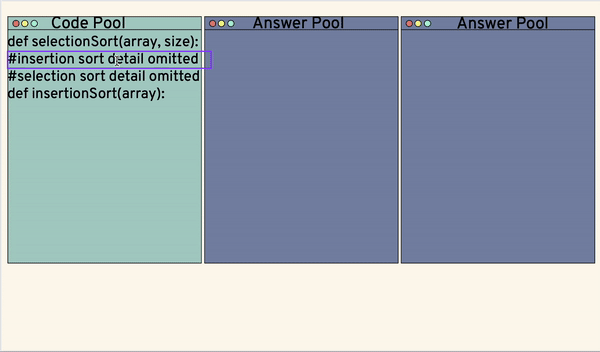 Code Pool
def selectionSort(array, size):
#insertion sort detail omitted
#selection sort detail omitted
def insertionSort(array):
Answer Pool
Answer Pool